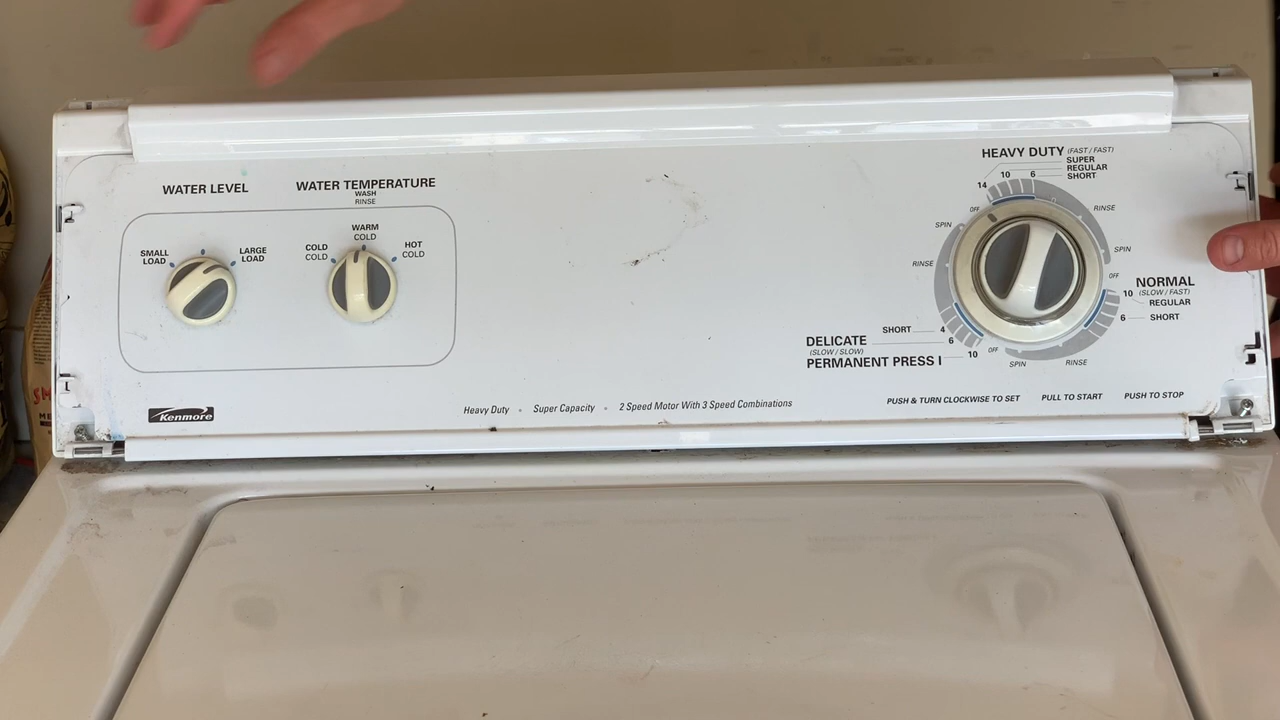 WATER LEVEL
SMALL
LOAD
LARGE
LOAD
WATER TEMPERATURE
WASH
RINSE
COLD
COLD
WARM
COLD
HOT
COLD
Kenmore
Heavy Duty • Super Capacity • 2 Speed Motor With 3 Speed Combinations
HEAVY DUTY (FAST / FAST)
SUPER
REGULAR
SHORT
14 10 6
OFF
RINSE
SPIN
OFF
NORMAL
(SLOW / FAST)
10 REGULAR
6 SHORT
RINSE
SPIN
OFF
SHORT 4
DELICATE 6
(SLOW / SLOW)
PERMANENT PRESS I 10
RINSE
SPIN
PUSH & TURN CLOCKWISE TO SET PULL TO START PUSH TO STOP